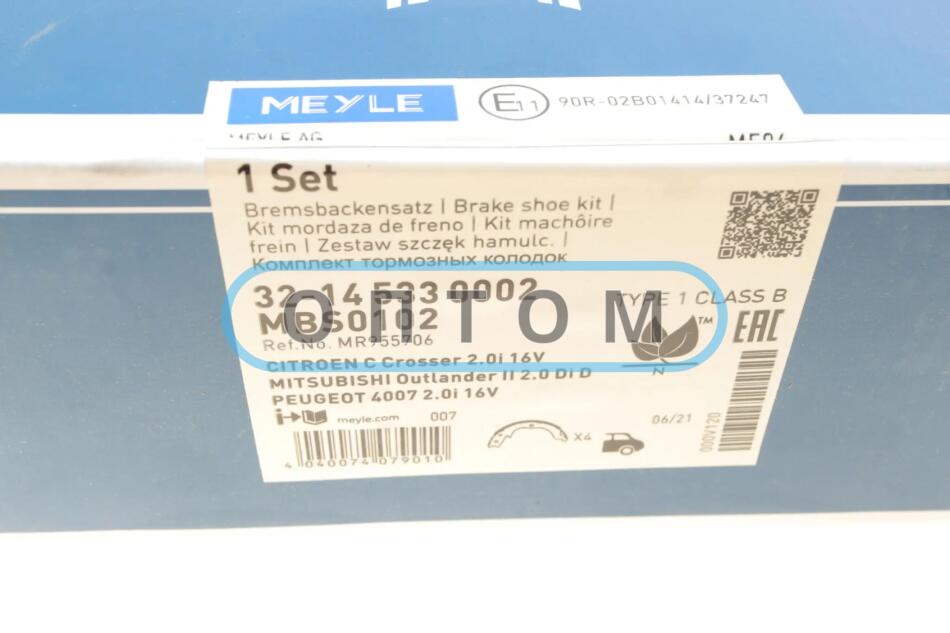 MEYLE
E11
90R-02B01414/37247
MEYLE AG
1 Set
Bremsbackensatz | Brake shoe kit |
Kit mordaza de freno | Kit machôire
frein | Zestaw szczęk hamulc. |
Комплект тормозных колодок
32-14 533 0002
MBS0102
ОПТОМ
TYPE 1 CLASS B
Ref.No. MR955706
TM
EAC
N
CITROEN C Crosser 2.0i 16V
MITSUBISHI Outlander II 2.0 Di D
PEUGEOT 4007 2.0i 16V
i
meyle.com
007
X4
06/21
000V120
4 040074 079010